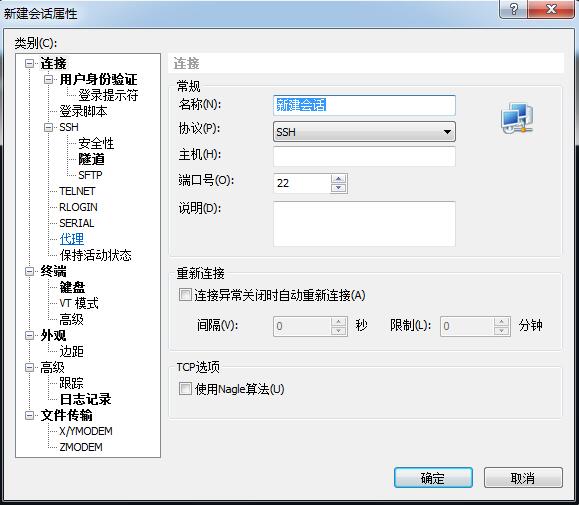 新建会话属性
类别(C):
连接
用户身份验证
登录提示符
登录脚本
SSH
安全性
隧道
SFTP
TELNET
RLOGIN
SERIAL
代理
保持活动状态
终端
键盘
VT 模式
高级
外观
边距
高级
跟踪
日志记录
文件传输
X/YMODEM
ZMODEM
连接
常规
名称(N): 新建会话
协议(P): SSH
主机(H):
端口号(O): 22
说明(D):
重新连接
连接异常关闭时自动重新连接(A)
间隔(V): 0 秒 限制(L): 0 分钟
TCP选项
使用Nagle算法(U)
确定 取消